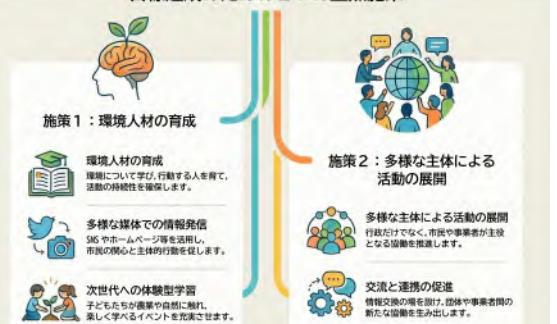 施策1：環境人材の育成
環境人材の育成
環境について学び、行動する人を育て、
活動の持続性を確保します。
多様な媒体での情報発信
SNSやホームページ等を活用し、
市民の関心と主体的行動を促します。
次世代への体験型学習
子どもたちが農業や自然に触れ、
楽しく学べるイベントを充実させます。
施策2：多様な主体による
活動の展開
多様な主体による活動の展開
行政だけでなく、市民や事業者が主役
となる協働を推進します。
交流と連携の促進
情報交換の場を設け、団体や事業者間の
新たな協働を生み出します。